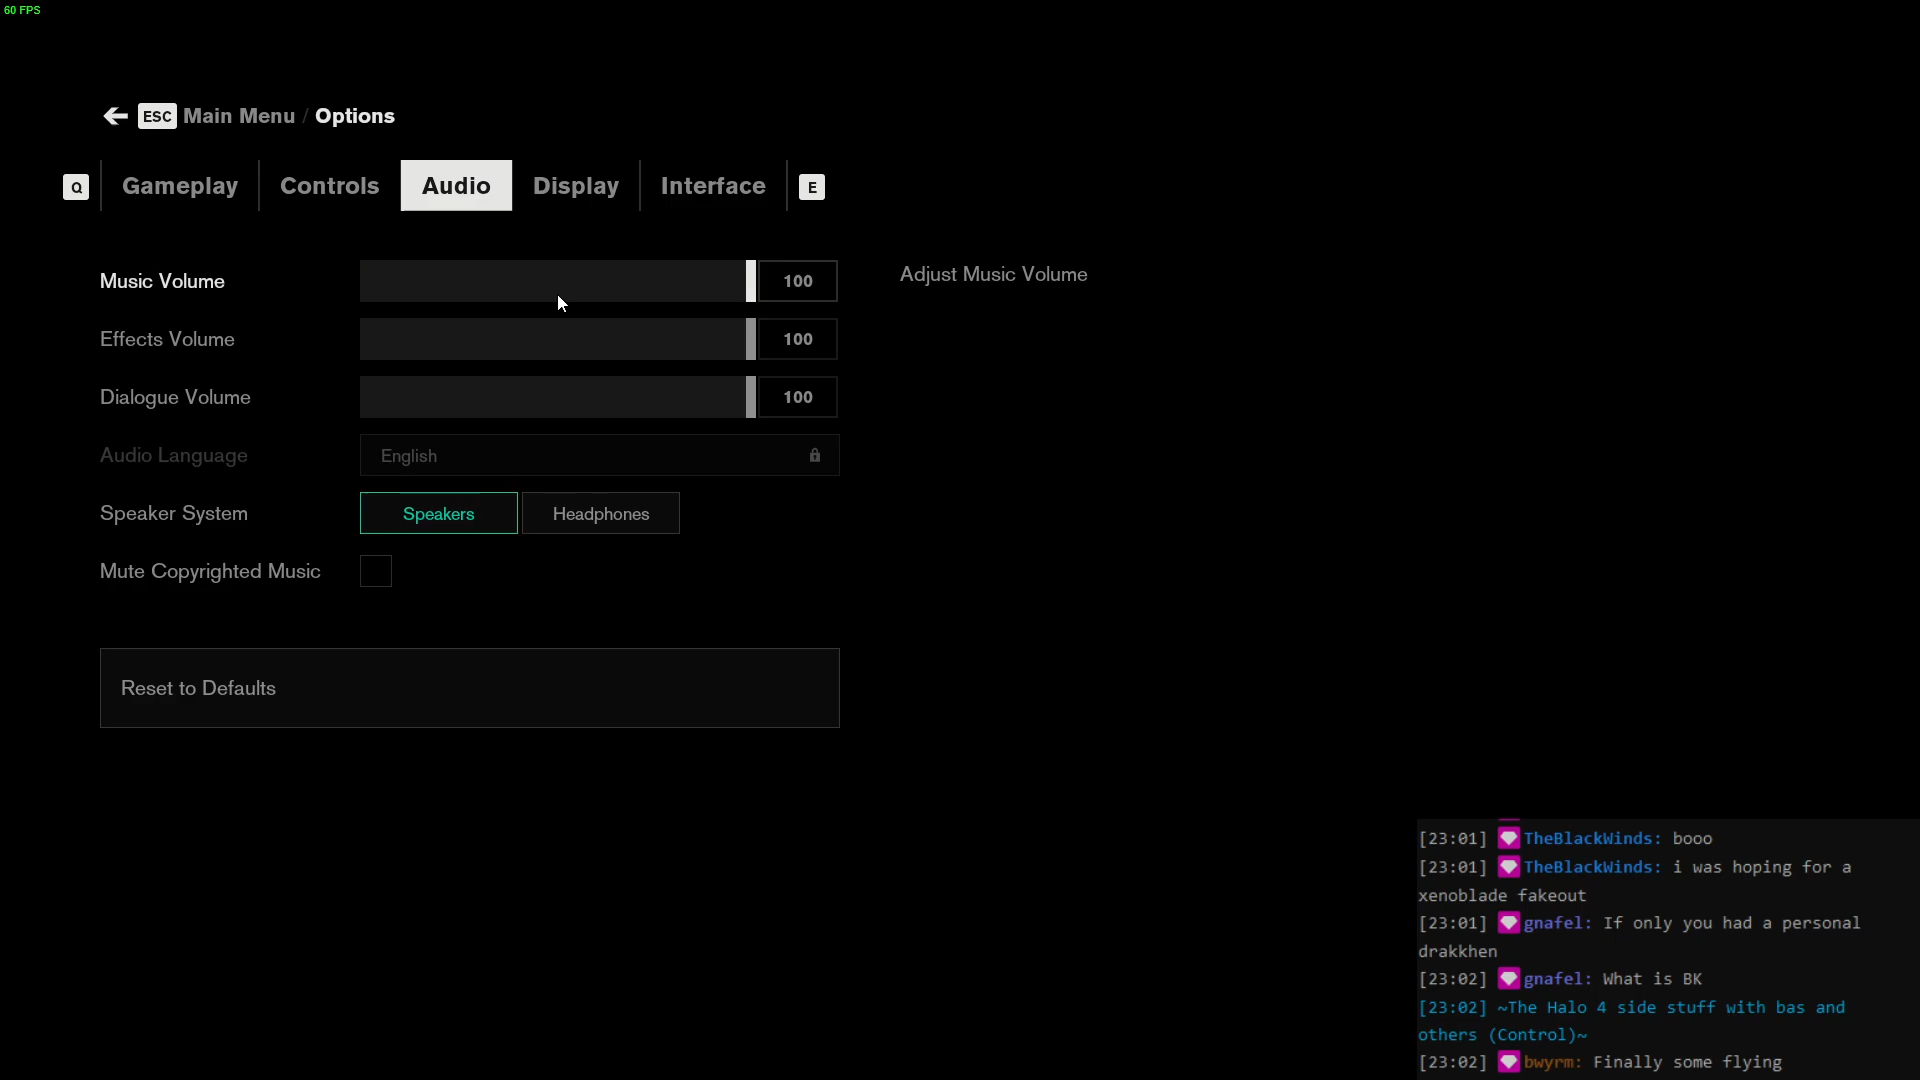 60 FPS
ESC Main Menu / Options
Q Gameplay Controls Audio Display Interface E
Music Volume 100 Adjust Music Volume
Effects Volume 100
Dialogue Volume 100
Audio Language English
Speaker System Speakers Headphones
Mute Copyrighted Music
Reset to Defaults
[23:01] TheBlackWinds: booo
[23:01] TheBlackWinds: i was hoping for a
xenoblade fakeout
[23:01] gnafel: If only you had a personal
drakkhen
[23:02] gnafel: What is BK
[23:02] ~The Halo 4 side stuff with bas and
others (Control)~
[23:02] bwyrm: Finally some flying